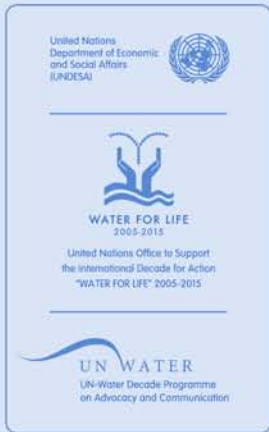 United Nations
Department of Economic
and Social Affairs
(UNDESA)
WATER FOR LIFE
2005-2015
United Nations Office to Support
the International Decade for Action
"WATER FOR LIFE" 2005-2015
UN WATER
UN-Water Decade Programme
on Advocacy and Communication